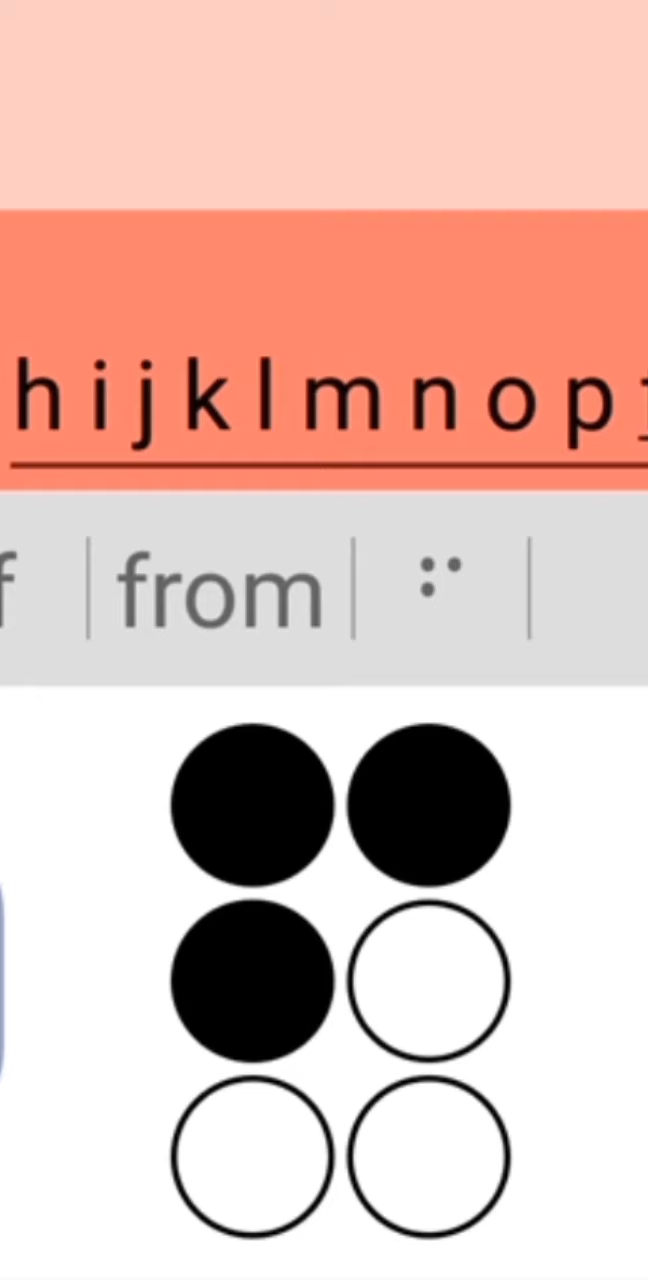 h i j k l m n o p
f | from | ⠋
⠋